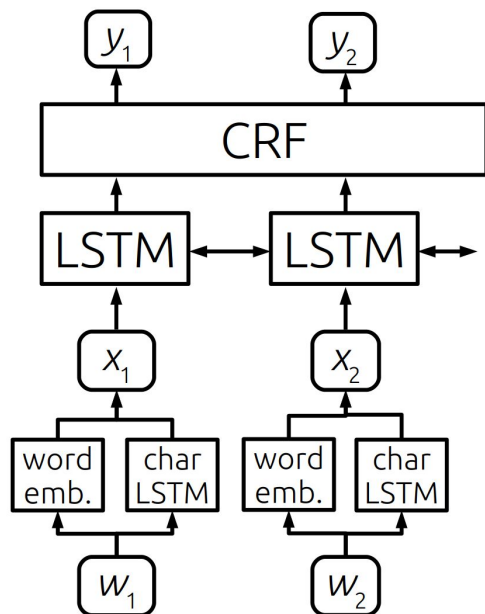 y1 y2
CRF
LSTM LSTM
x1 x2
word emb. char LSTM word emb. char LSTM
w1 w2